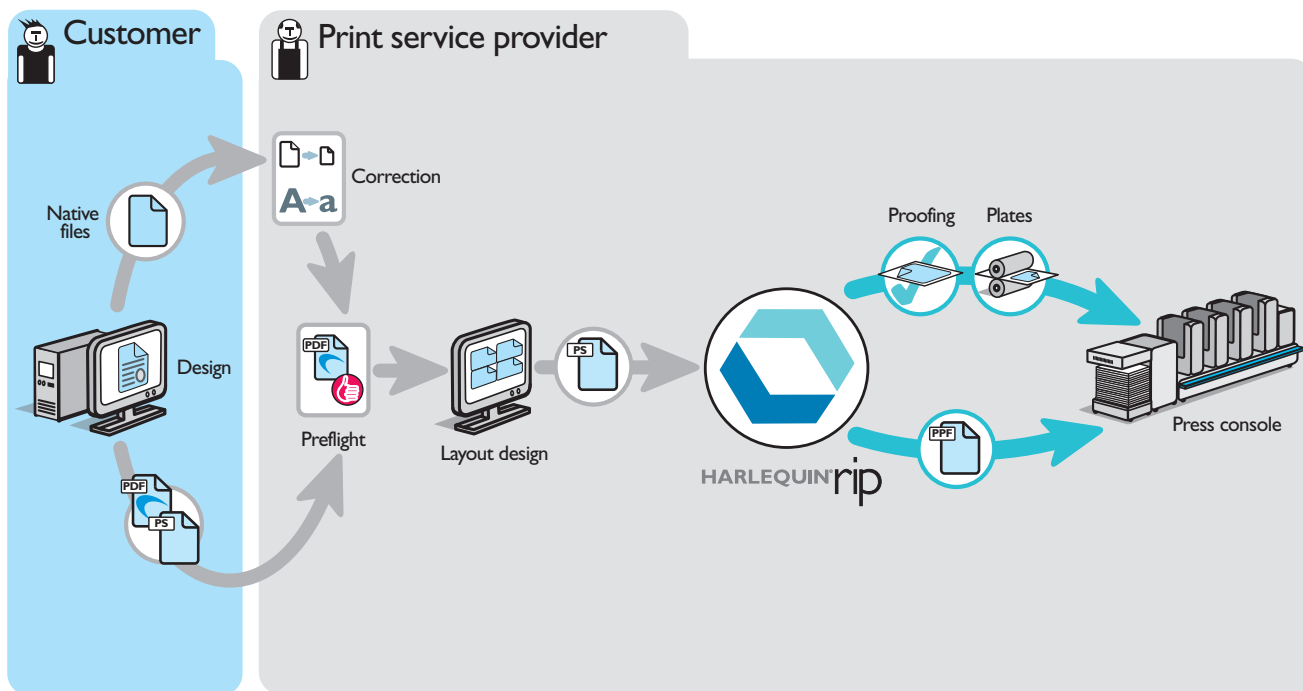 Customer
Print service provider
Native
files
Correction
A a
Design
PDF
Preflight
Layout design
PS
Proofing
Plates
HARLEQUIN® rip
PPF
Press console
PDF
PS